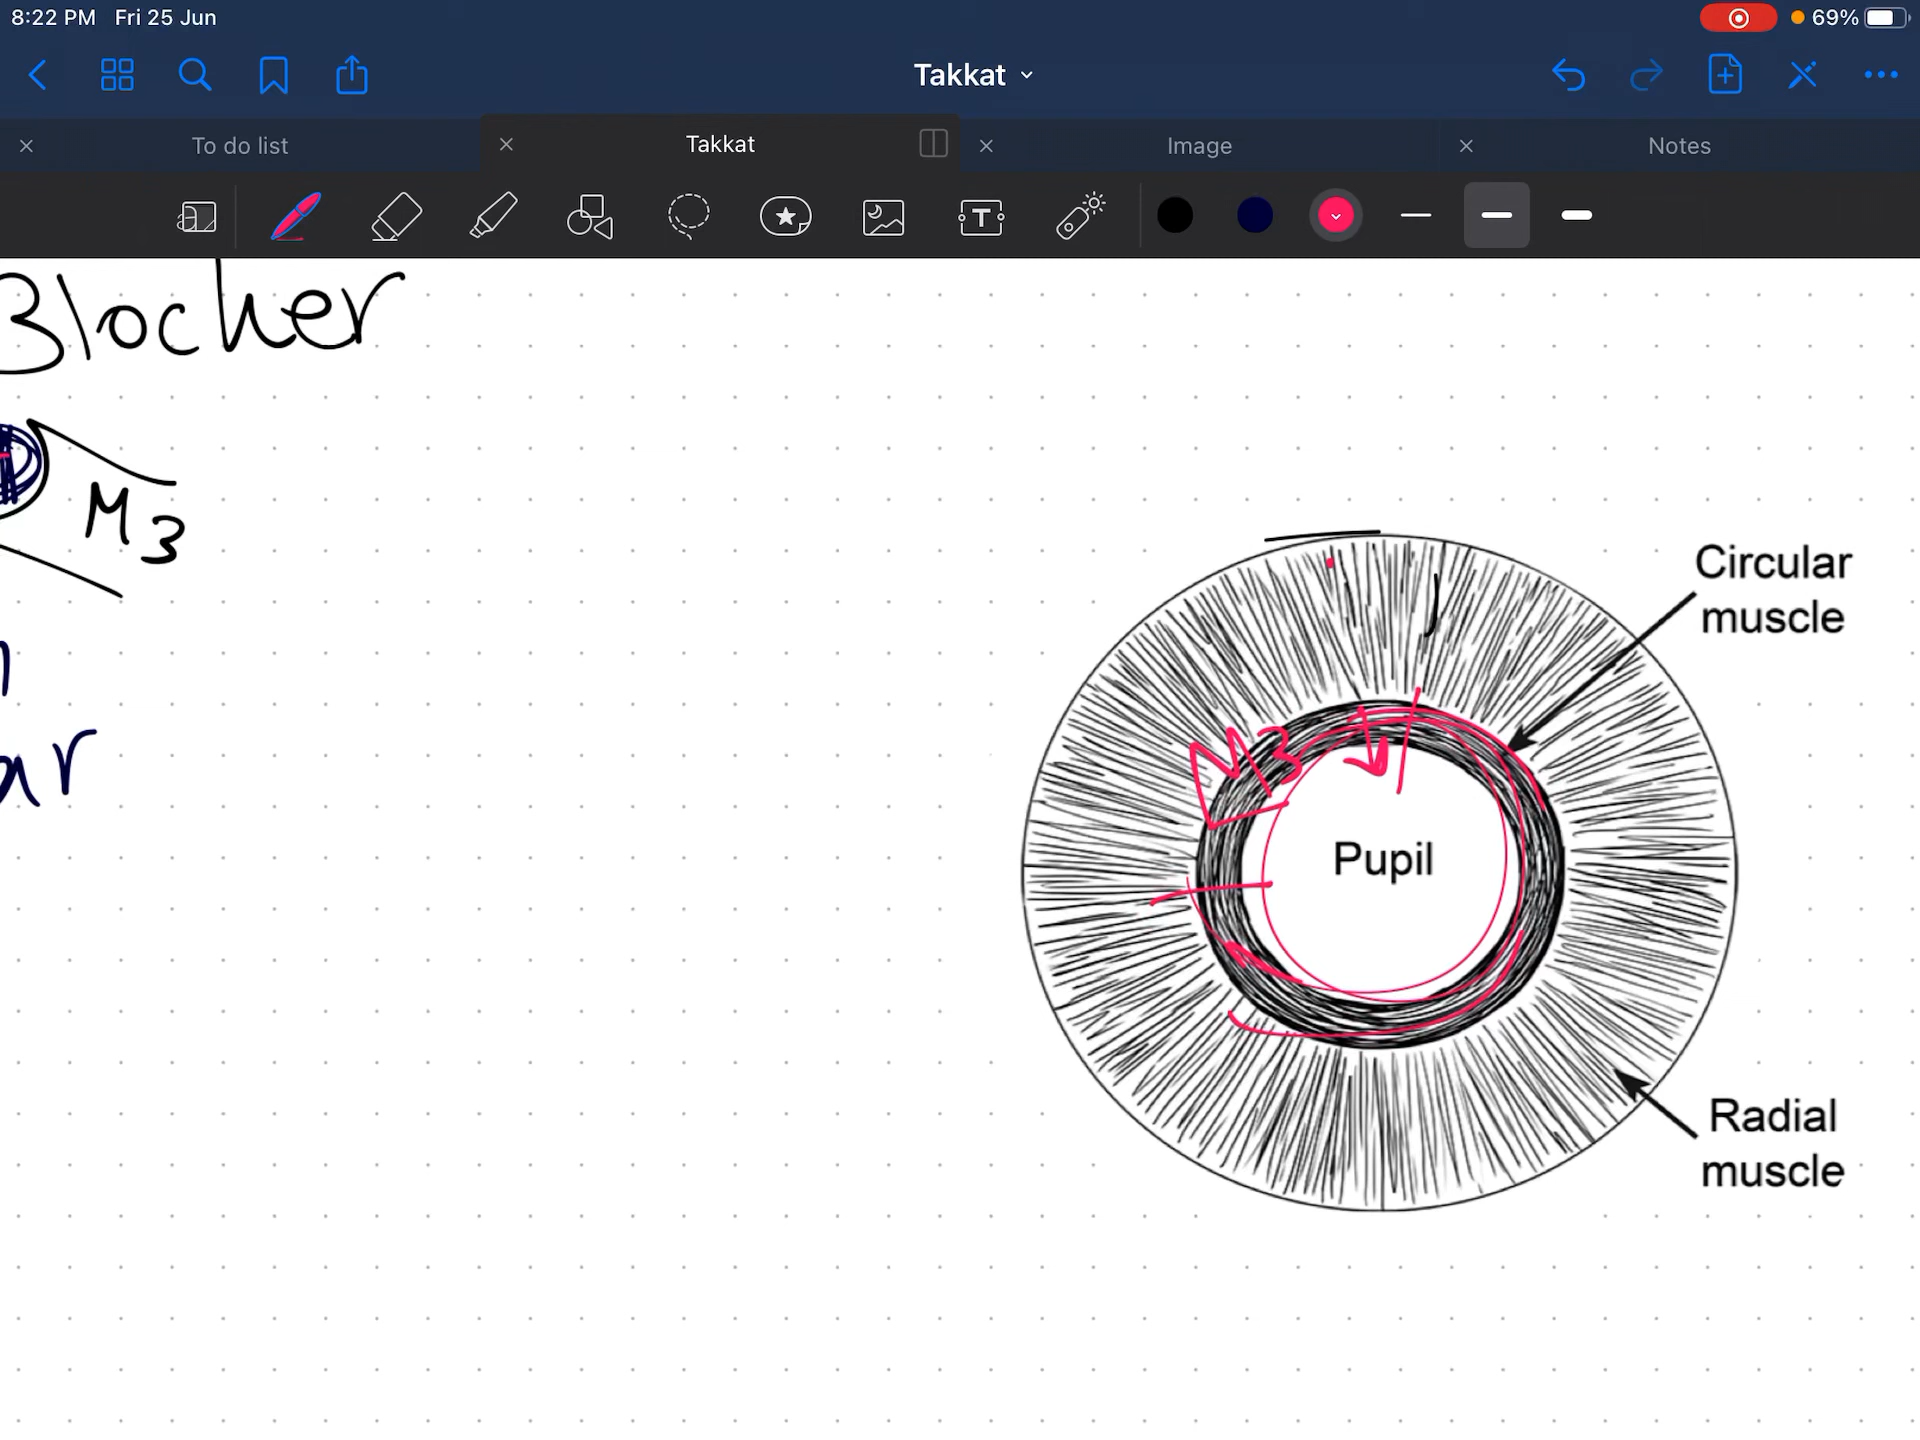 8:22 PM Fri 25 Jun
69%
Takkat
To do list
Takkat
Image
Notes
Blocker
M3
ar
Circular
muscle
M3
Pupil
Radial
muscle